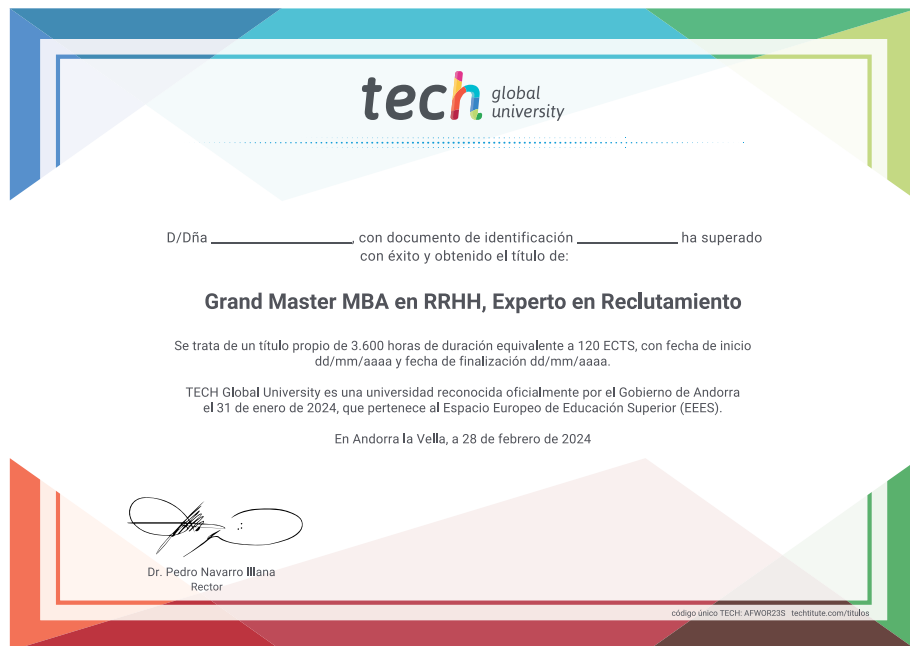 tech global university
D/Dña ____________________, con documento de identificación ______________ ha superado
con éxito y obtenido el título de:
Grand Master MBA en RRHH, Experto en Reclutamiento
Se trata de un título propio de 3.600 horas de duración equivalente a 120 ECTS, con fecha de inicio
dd/mm/aaaa y fecha de finalización dd/mm/aaaa.
TECH Global University es una universidad reconocida oficialmente por el Gobierno de Andorra
el 31 de enero de 2024, que pertenece al Espacio Europeo de Educación Superior (EEES).
En Andorra la Vella, a 28 de febrero de 2024
Dr. Pedro Navarro Illana
Rector
código único TECH: AFWOR23S techtitute.com/titulos